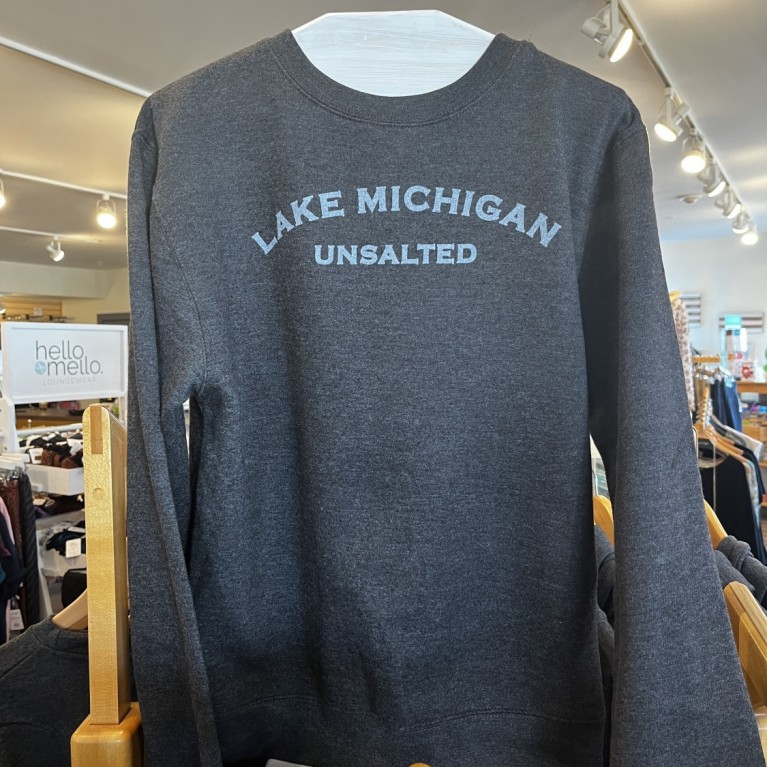 LAKE MICHIGAN
UNSALTED
hello
mello.
LOUNGEWEAR